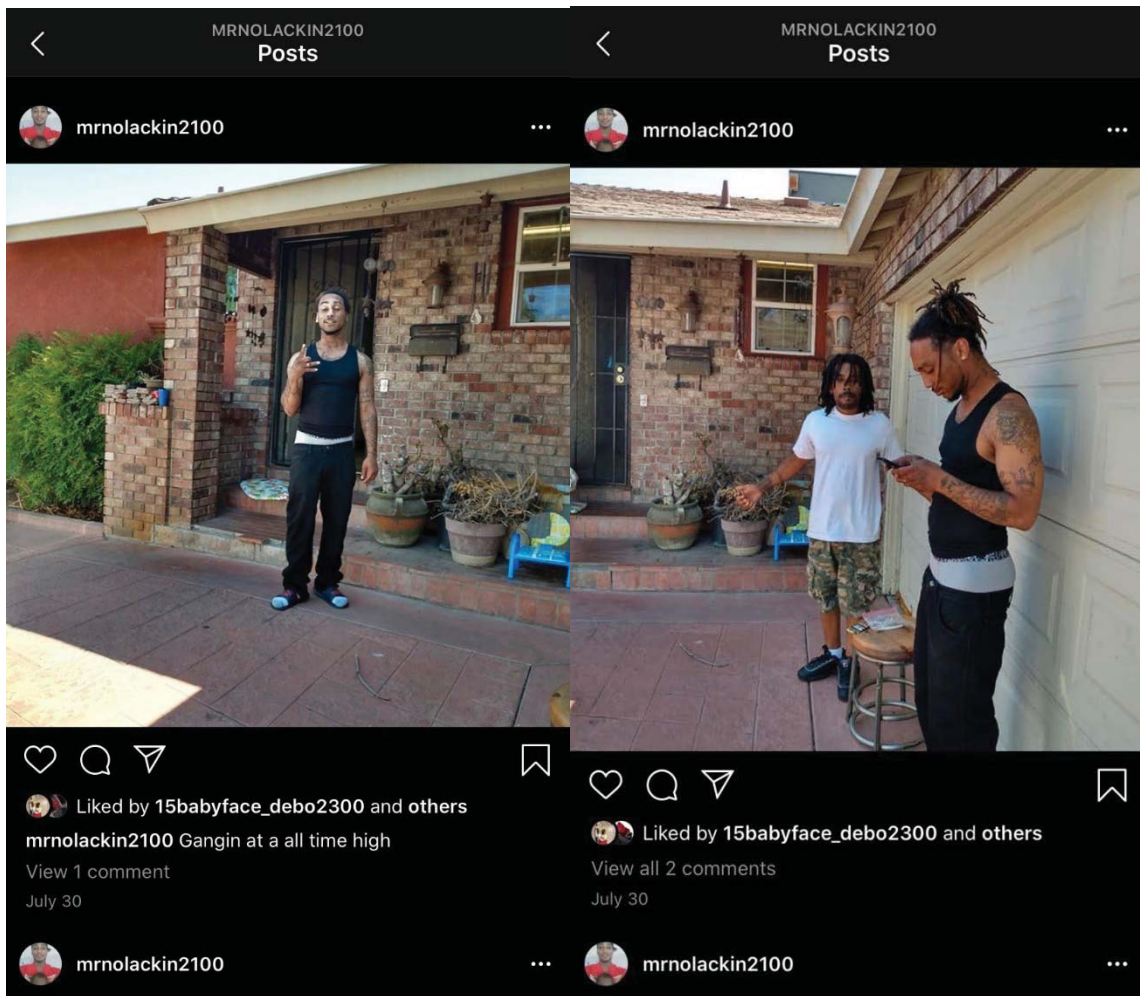 MRNOLACKIN2100
Posts
mrnolackin2100
Liked by 15babyface_debo2300 and others
mrnolackin2100 Gangin at a all time high
View 1 comment
July 30
mrnolackin2100
MRNOLACKIN2100
Posts
mrnolackin2100
Liked by 15babyface_debo2300 and others
View all 2 comments
July 30
mrnolackin2100